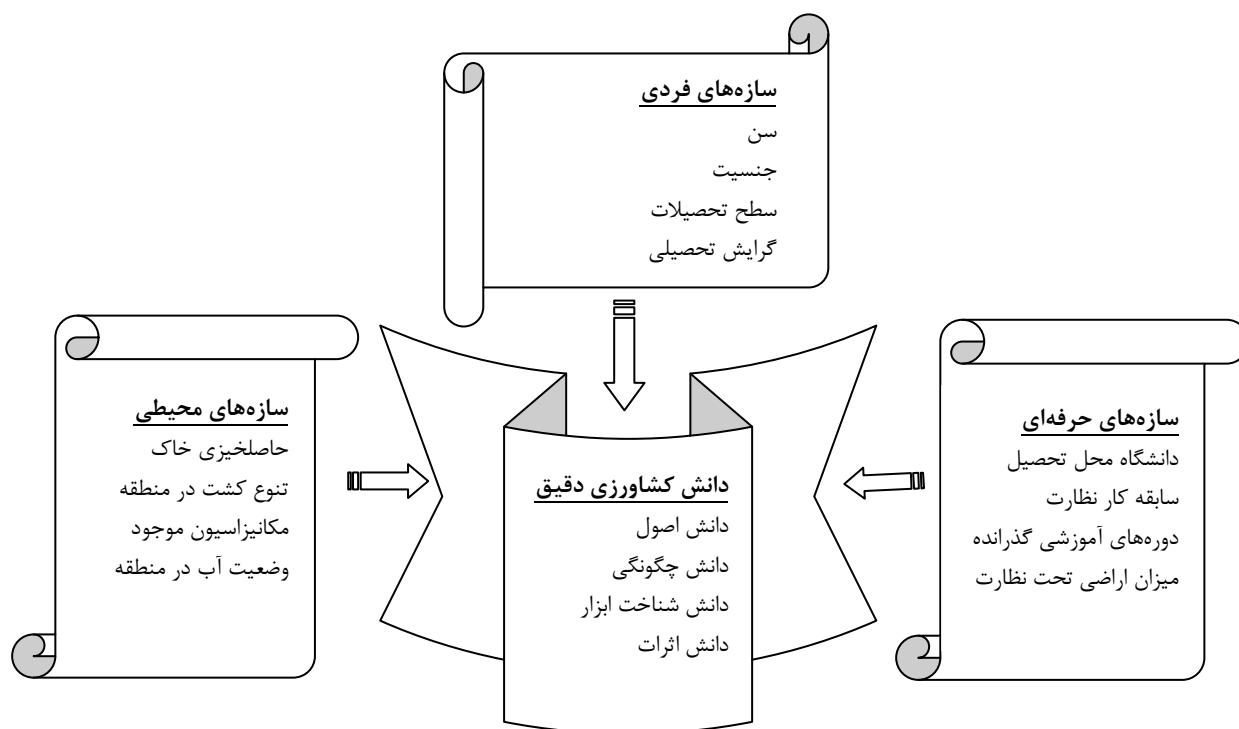 سازه‌های فردی
سن
جنسیت
سطح تحصیلات
گرایش تحصیلی
سازه‌های حرفه‌ای
دانشگاه محل تحصیل
سابقه کار نظارت
دوره‌های آموزشی گذرانده
میزان اراضی تحت نظارت
دانش کشاورزی دقیق
دانش اصول
دانش چگونگی
دانش شناخت ابزار
دانش اثرات
سازه‌های محیطی
حاصلخیزی خاک
تنوع کشت در منطقه
مکانیزاسیون موجود
وضعیت آب در منطقه